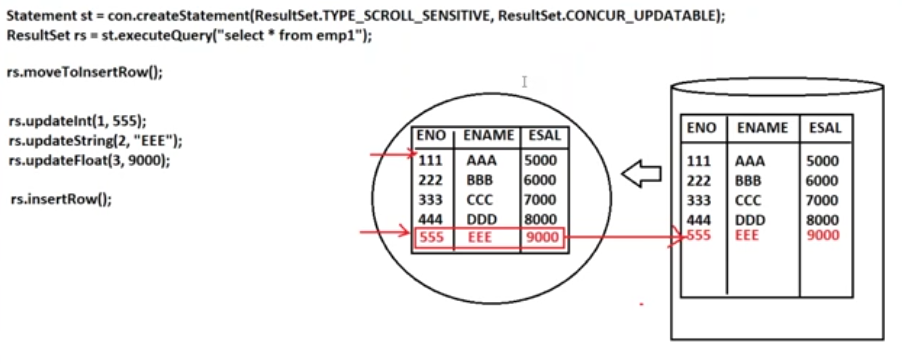 Statement st = con.createStatement(ResultSet.TYPE_SCROLL_SENSITIVE, ResultSet.CONCUR_UPDATABLE);
ResultSet rs = st.executeQuery("select * from emp1");
rs.moveToInsertRow();
rs.updateInt(1, 555);
rs.updateString(2, "EEE");
rs.updateFloat(3, 9000);
rs.insertRow();
ENO ENAME ESAL
111 AAA 5000
222 BBB 6000
333 CCC 7000
444 DDD 8000
555 EEE 9000
ENO ENAME ESAL
111 AAA 5000
222 BBB 6000
333 CCC 7000
444 DDD 8000
555 EEE 9000